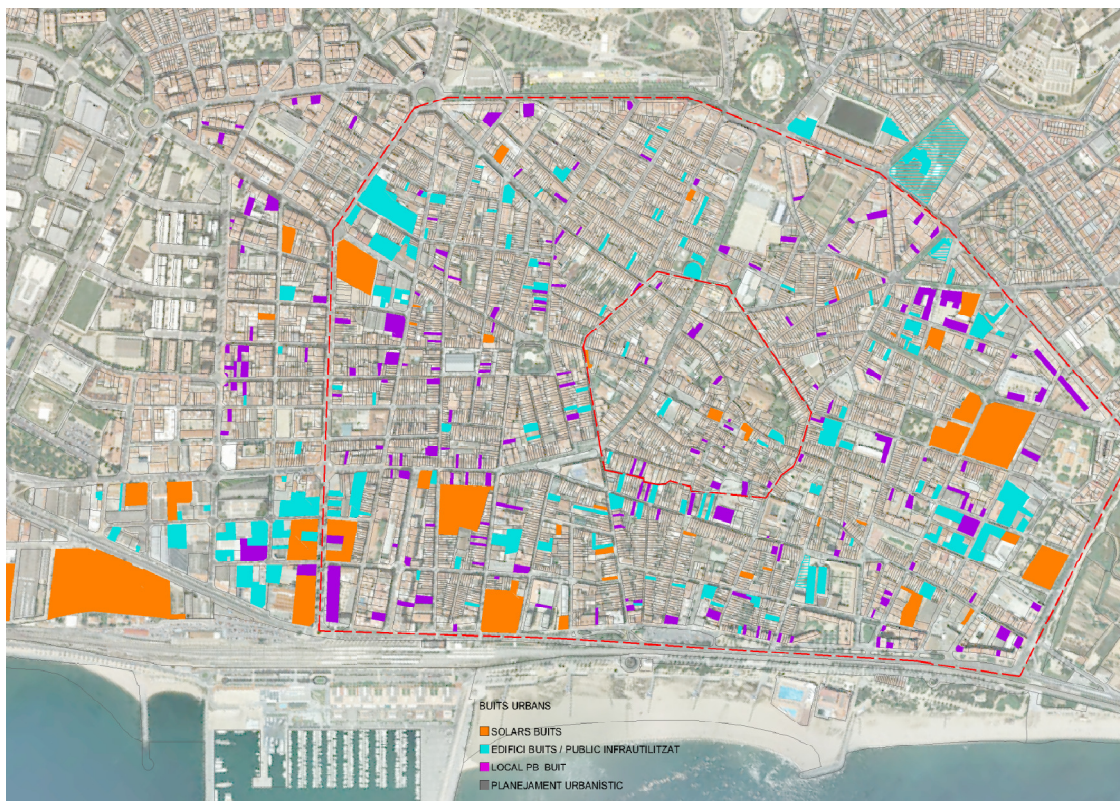 BUITS URBANS
SOLARS BUITS
EDIFICI BUITS / PUBLIC INFRAUTILITZAT
LOCAL PB BUIT
PLANEJAMENT URBANÍSTIC